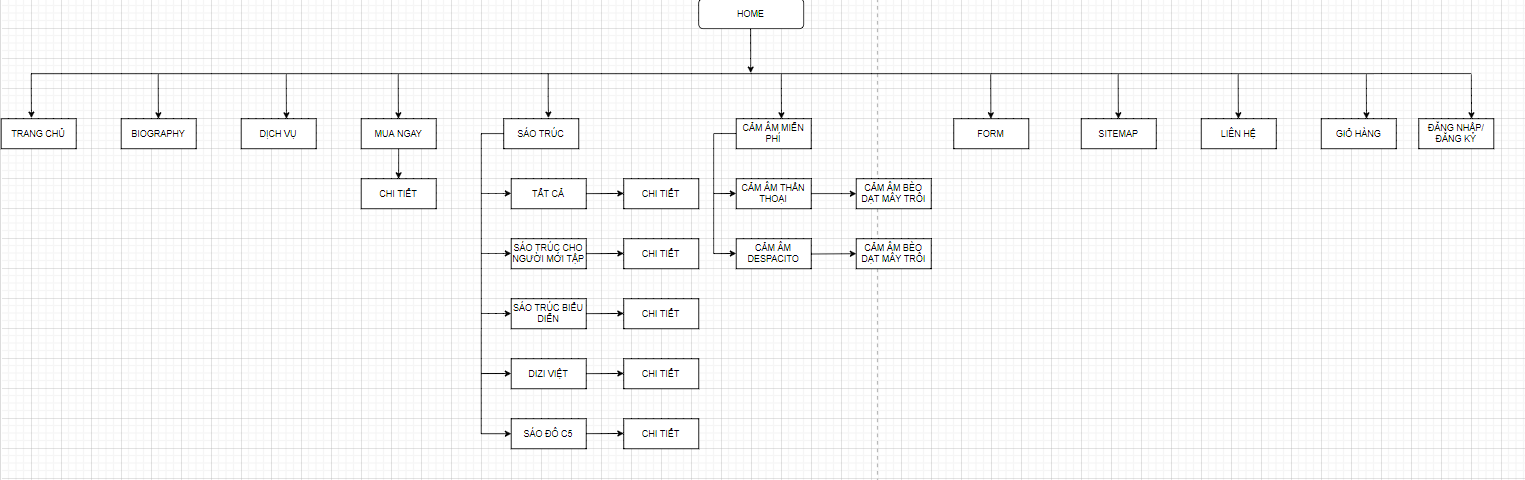 HOME
TRANG CHỦ
BIOGRAPHY
DỊCH VỤ
MUA NGAY
SÁO TRÚC
CẢM ÂM MIỄN
PHÍ
FORM
SITEMAP
LIÊN HỆ
GIỎ HÀNG
ĐĂNG NHẬP/
ĐĂNG KÝ
CHI TIẾT
TẤT CẢ
CHI TIẾT
CẢM ÂM THẦN
THOẠI
CẢM ÂM BÈO
DẠT MÂY TRÔI
SÁO TRÚC CHO
NGƯỜI MỚI TẬP
CHI TIẾT
CẢM ÂM
DESPACITO
CẢM ÂM BÈO
DẠT MÂY TRÔI
SÁO TRÚC BIỂU
DIỄN
CHI TIẾT
DIZI VIỆT
CHI TIẾT
SÁO ĐÔ C5
CHI TIẾT